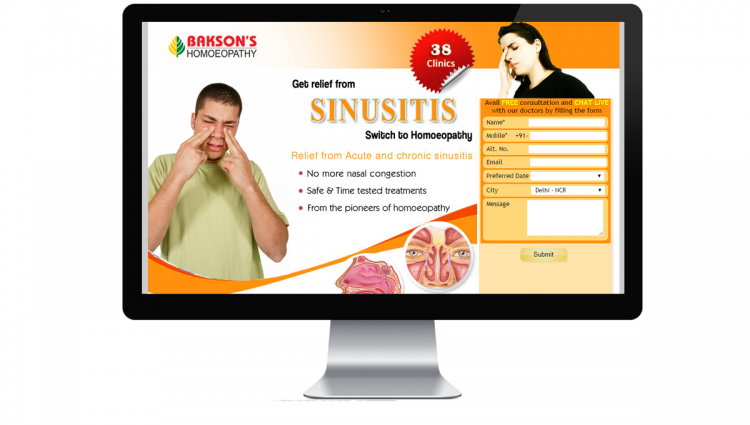 BAKSON'S
HOMOEOPATHY
38
Clinics
Get relief from
SINUSITIS
Switch to Homoeopathy
Relief from Acute and chronic sinusitis
No more nasal congestion
Safe & Time tested treatments
From the pioneers of homoeopathy
Avail FREE consultation and CHAT LIVE
with our doctors by filling the form
Name*
Mobile* +91-
Alt. No.
Email
Preferred Date
City Delhi - NCR
Message
Submit